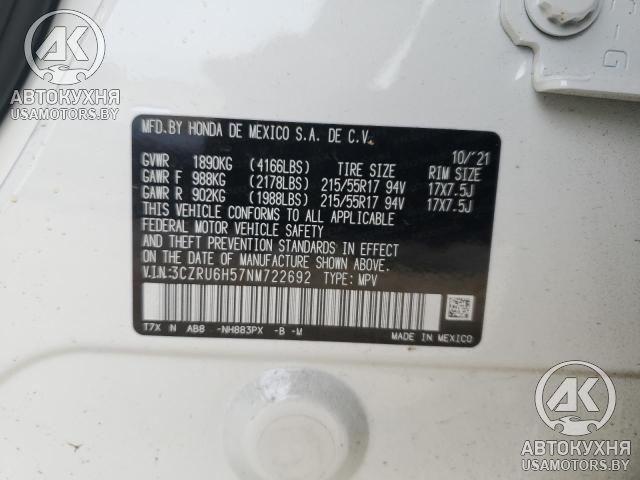 AK
АВТОКУХНЯ
USAMOTORS.BY
MFD.BY HONDA DE MEXICO S.A. DE C.V.
10/'21
GVWR 1890KG (4166LBS) TIRE SIZE RIM SIZE
GAWR F 988KG (2178LBS) 215/55R17 94V 17X7.5J
GAWR R 902KG (1988LBS) 215/55R17 94V 17X7.5J
THIS VEHICLE CONFORMS TO ALL APPLICABLE
FEDERAL MOTOR VEHICLE SAFETY
AND THEFT PREVENTION STANDARDS IN EFFECT
ON THE DATE OF MANUFACTURE SHOWN ABOVE.
V.I.N.:3CZRU6H57NM722692 TYPE: MPV
T7X N AB8 -NH883PX -B -M
MADE IN MEXICO
AK
АВТОКУХНЯ
USAMOTORS.BY